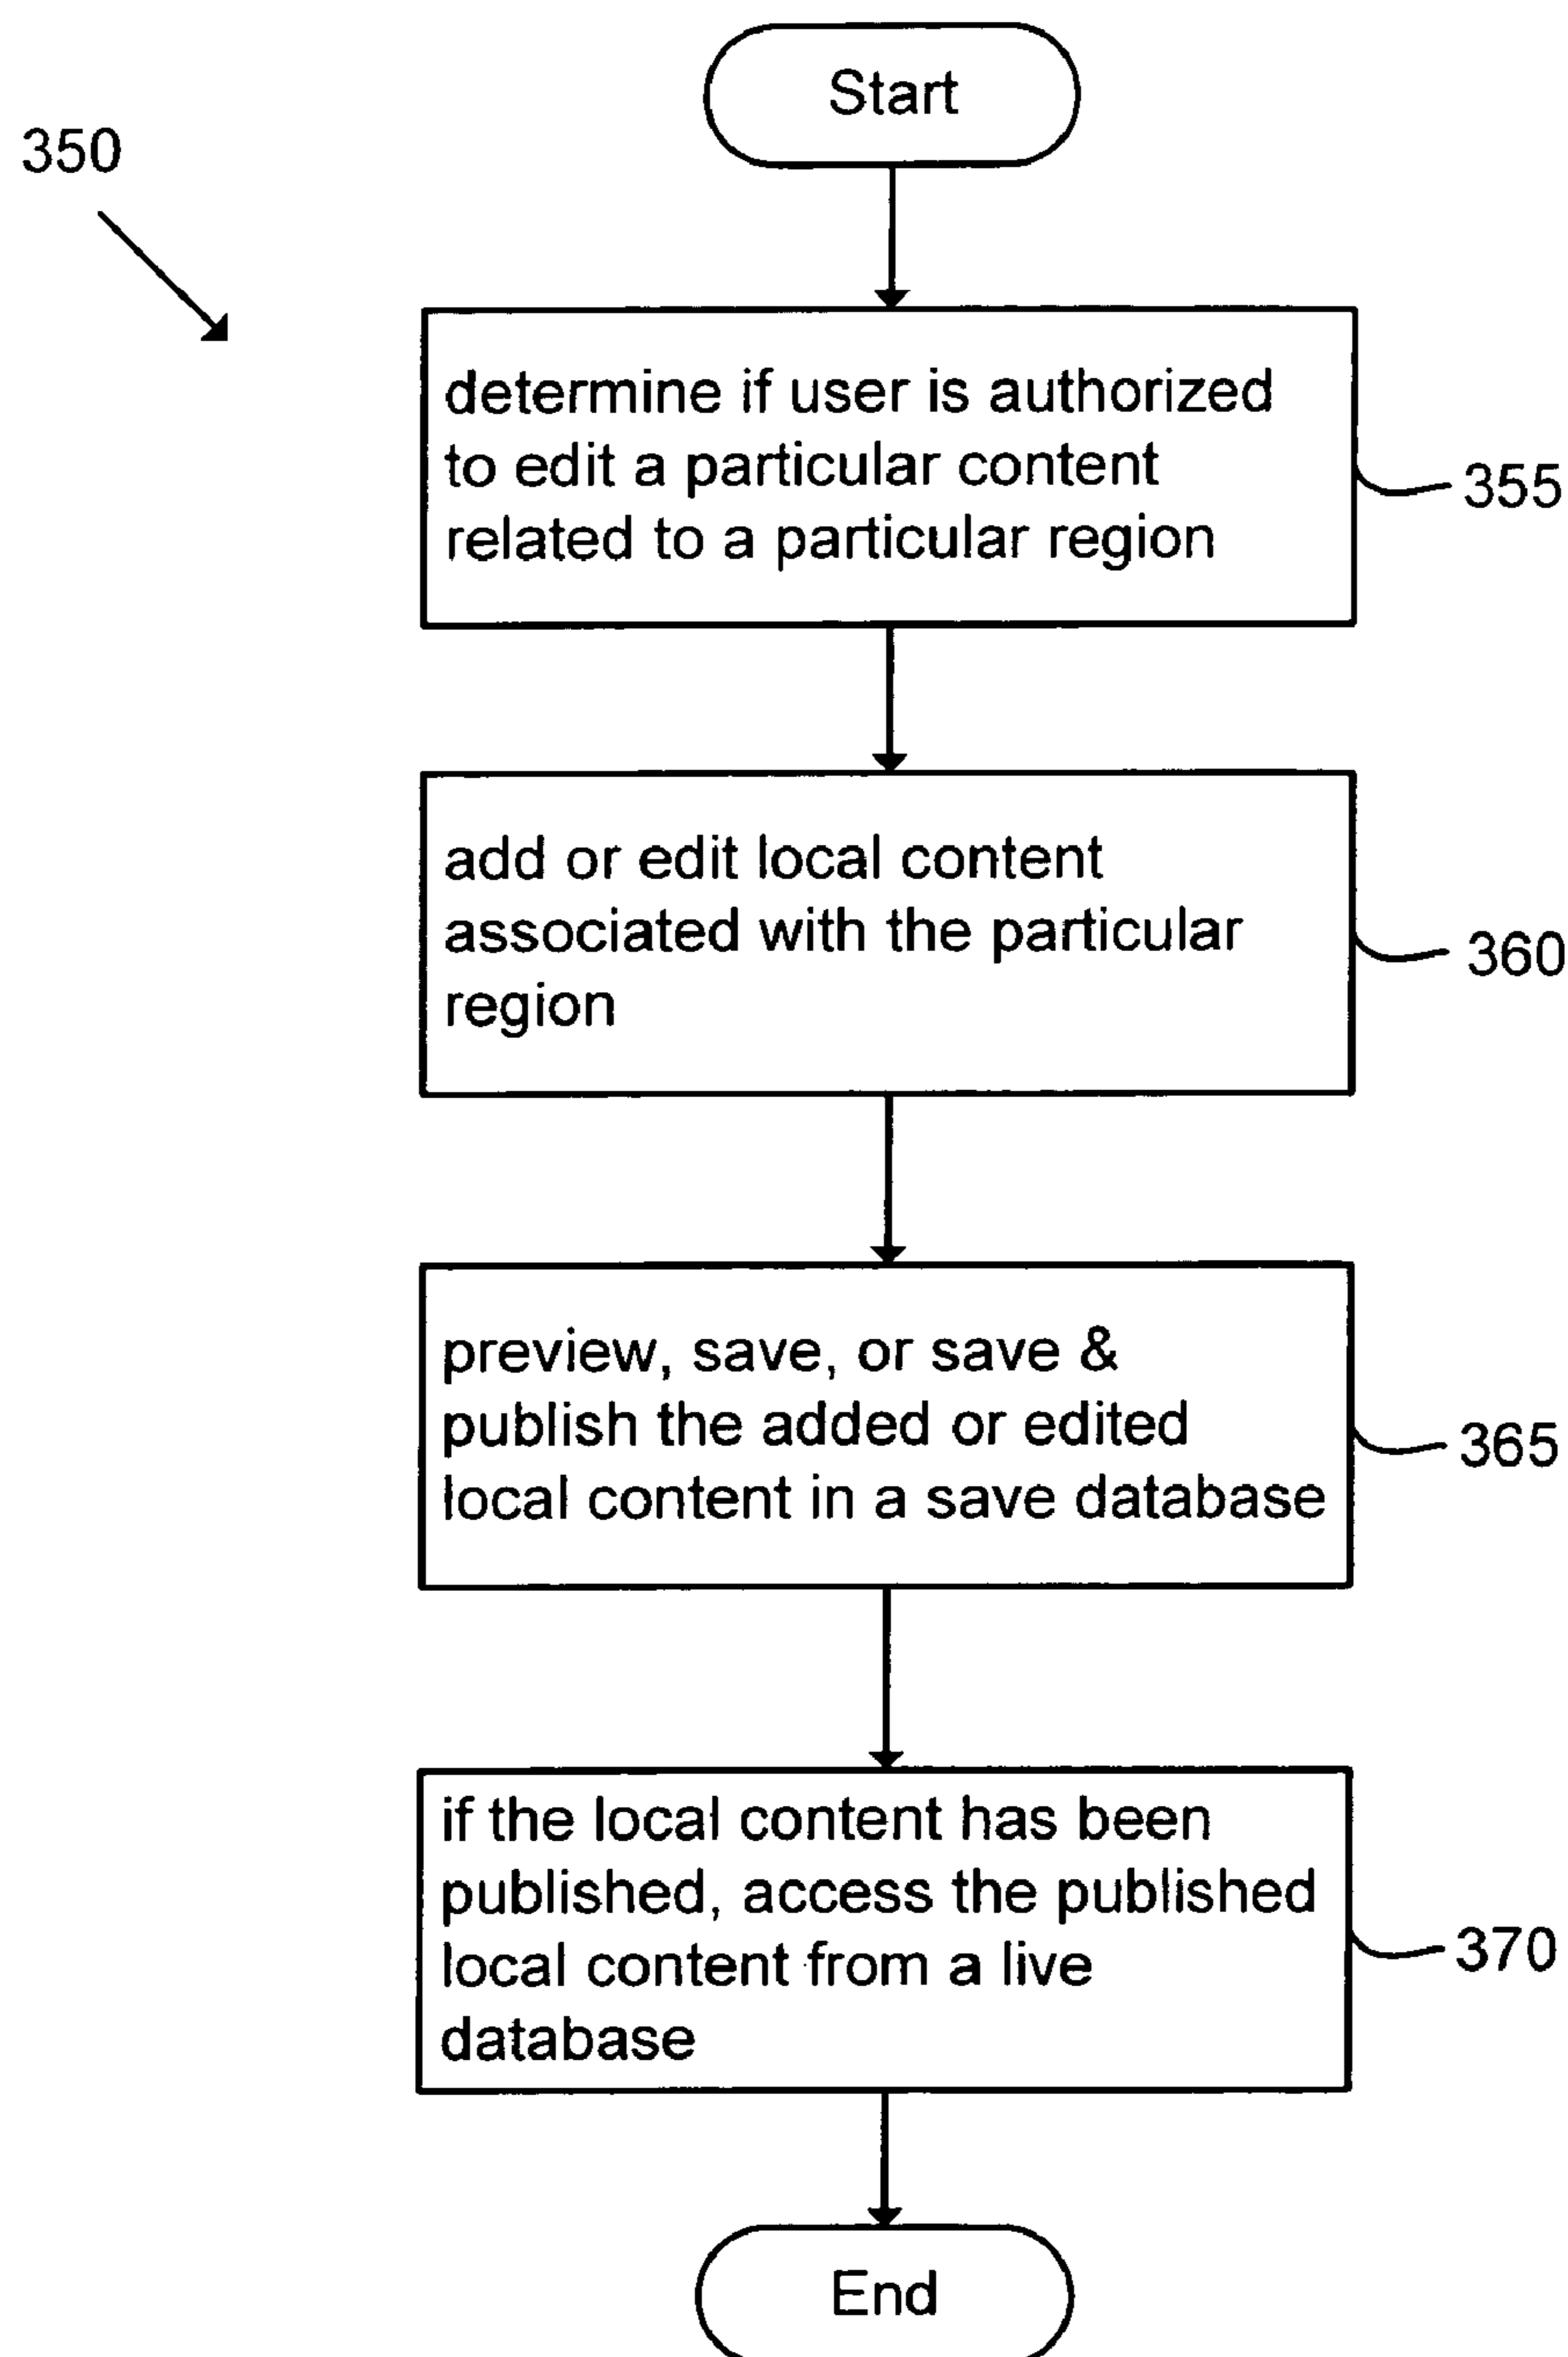 Start
350
determine if user is authorized
to edit a particular content
related to a particular region
355
add or edit local content
associated with the particular
region
360
preview, save, or save &
publish the added or edited
local content in a save database
365
if the local content has been
published, access the published
local content from a live
database
370
End